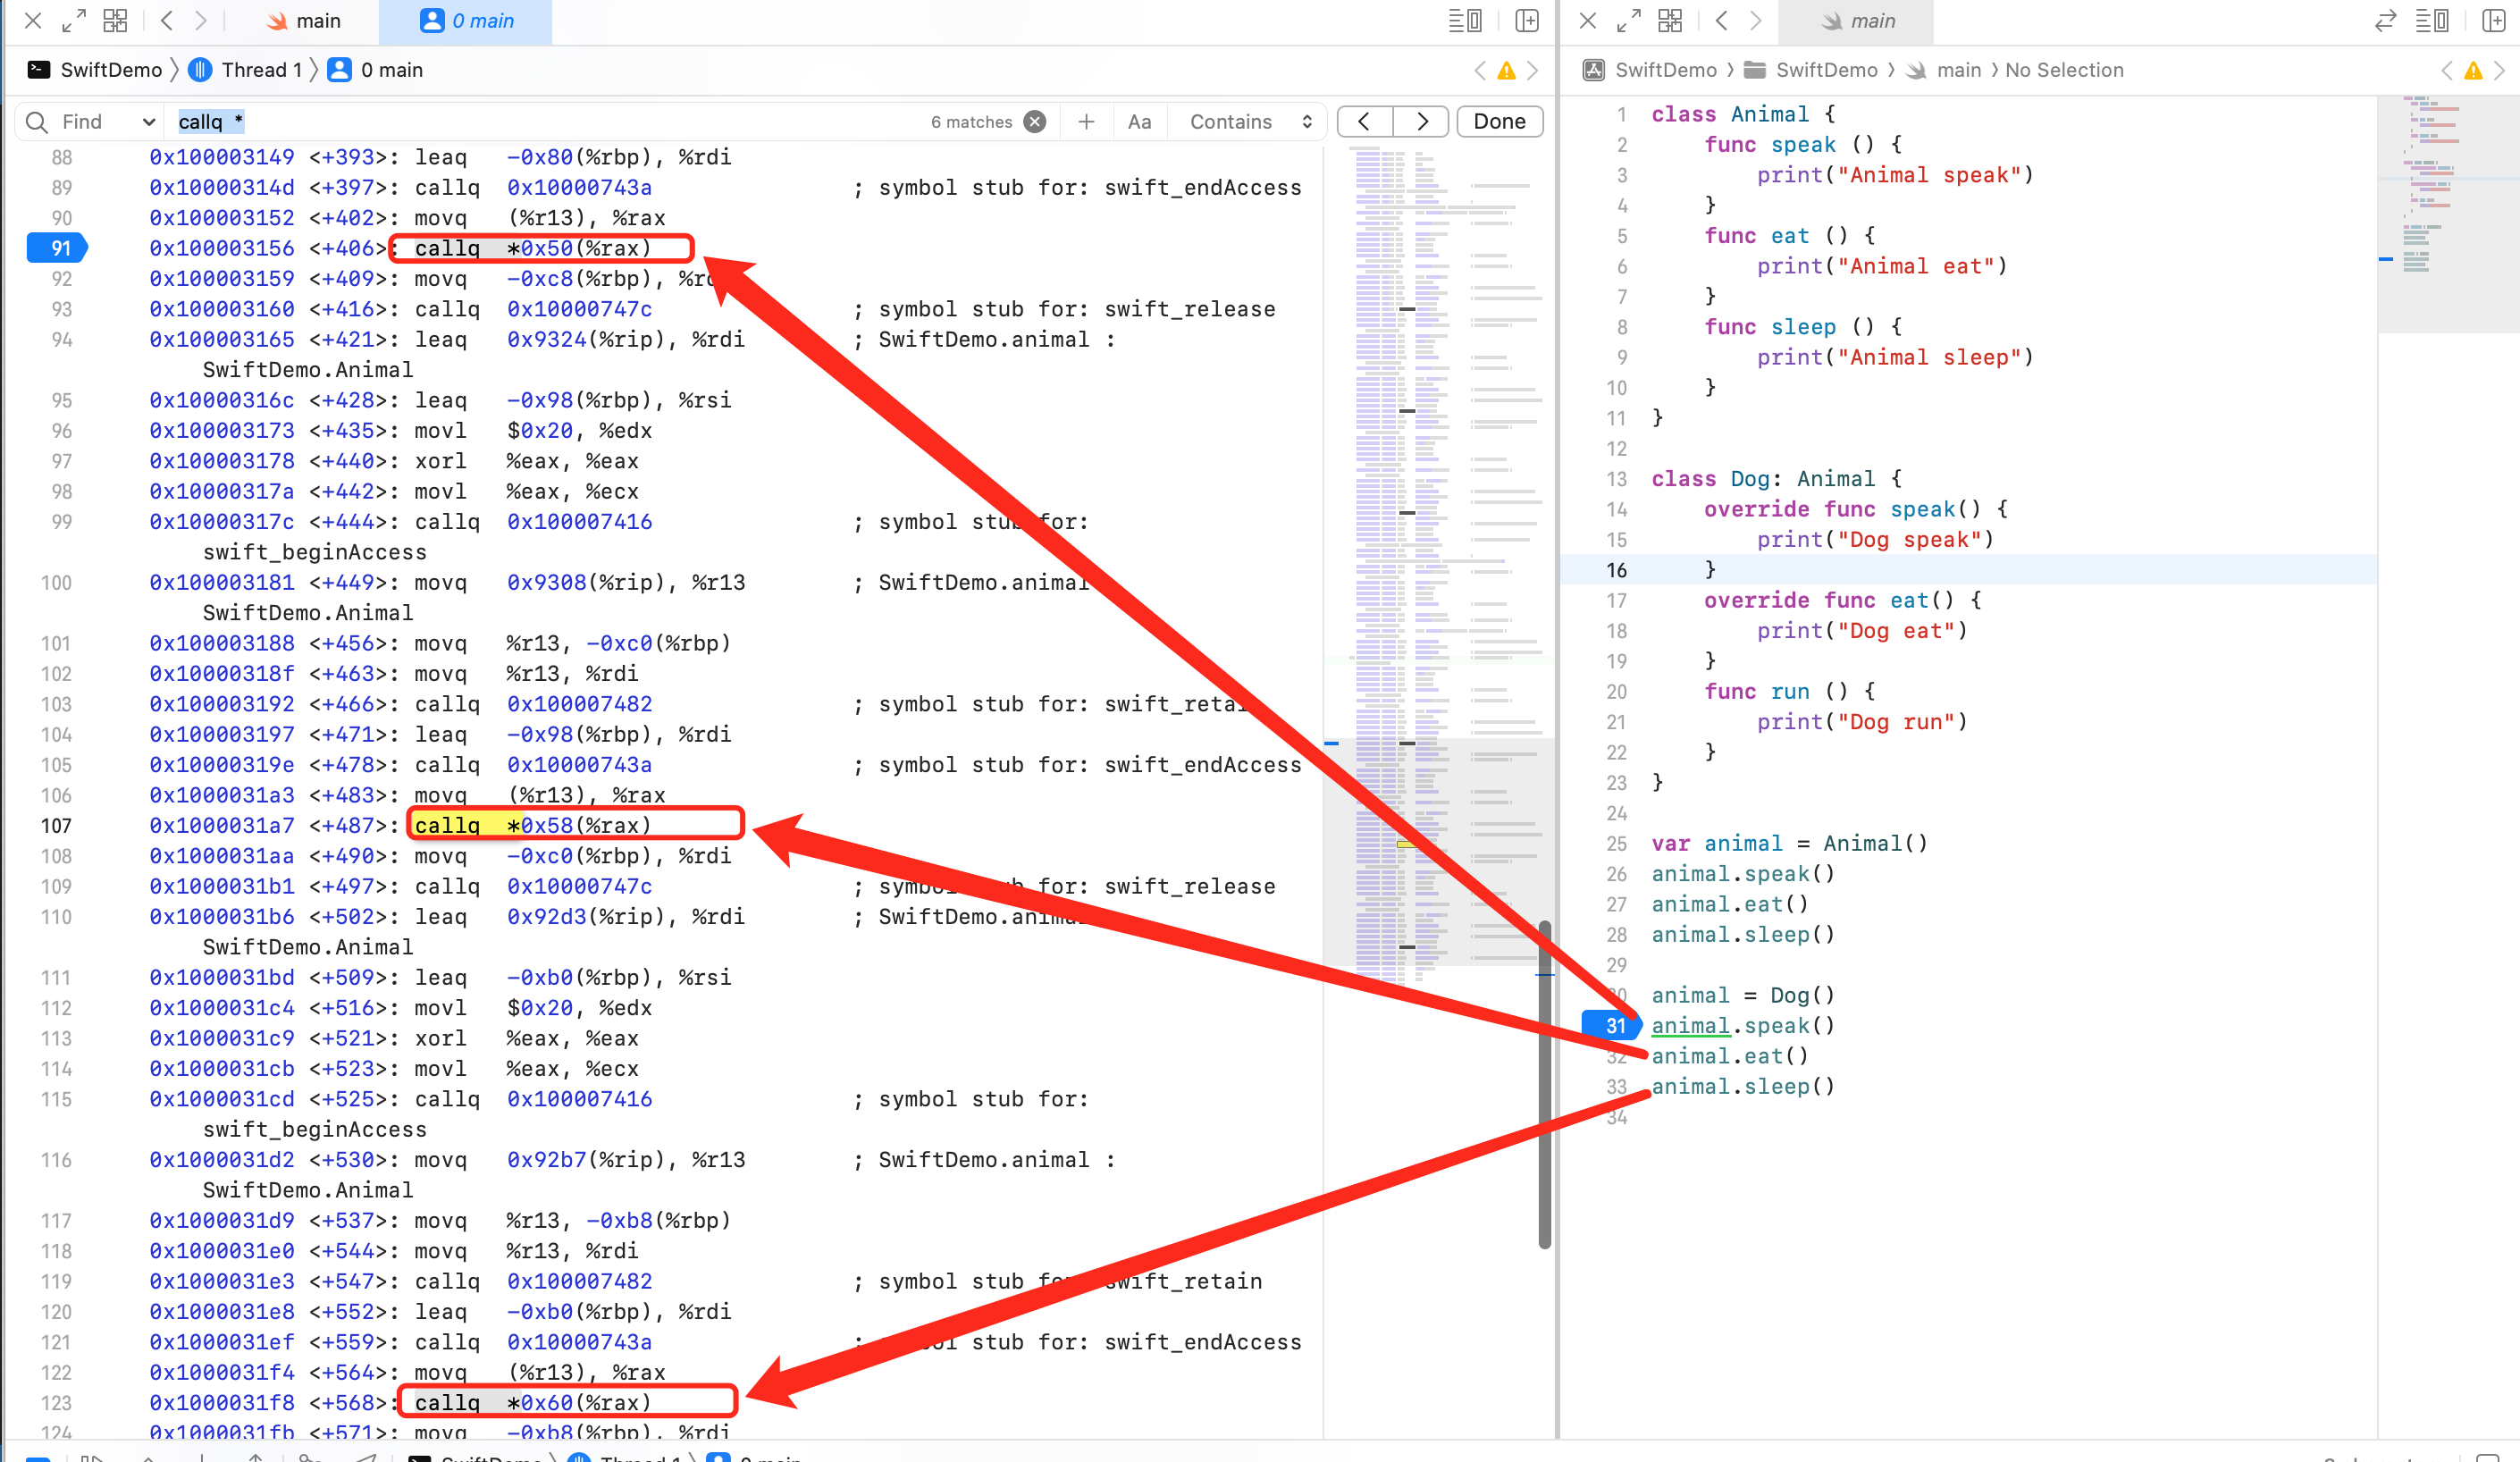 main
0 main
main
SwiftDemo Thread 1 0 main
SwiftDemo SwiftDemo main No Selection
Find callq * 6 matches Aa Contains Done
88 0x100003149 <+393>: leaq -0x80(%rbp), %rdi
89 0x10000314d <+397>: callq 0x10000743a ; symbol stub for: swift_endAccess
90 0x100003152 <+402>: movq (%r13), %rax
91 0x100003156 <+406>: callq *0x50(%rax)
92 0x100003159 <+409>: movq -0xc8(%rbp),
93 0x100003160 <+416>: callq 0x10000747c ; symbol stub for: swift_release
94 0x100003165 <+421>: leaq 0x9324(%rip), %rdi ; SwiftDemo.animal :
SwiftDemo.Animal
95 0x10000316c <+428>: leaq -0x98(%rbp), %rsi
96 0x100003173 <+435>: movl $0x20, %edx
97 0x100003178 <+440>: xorl %eax, %eax
98 0x10000317a <+442>: movl %eax, %ecx
99 0x10000317c <+444>: callq 0x100007416 ; symbol stub for:
swift_beginAccess
100 0x100003181 <+449>: movq 0x9308(%rip), %r13 ; SwiftDemo.animal
SwiftDemo.Animal
101 0x100003188 <+456>: movq %r13, -0xc0(%rbp)
102 0x10000318f <+463>: movq %r13, %rdi
103 0x100003192 <+466>: callq 0x100007482 ; symbol stub for:
104 0x100003197 <+471>: leaq -0x98(%rbp), %rdi
105 0x10000319e <+478>: callq 0x10000743a ; symbol stub for: swift_endAccess
106 0x1000031a3 <+483>: movq (%r13), %rax
107 0x1000031a7 <+487>: callq *0x58(%rax)
108 0x1000031aa <+490>: movq -0xc0(%rbp), %rdi
109 0x1000031b1 <+497>: callq 0x10000747c ; symbol stub for: swift_release
110 0x1000031b6 <+502>: leaq 0x92d3(%rip), %rdi ; SwiftDemo.animal
SwiftDemo.Animal
111 0x1000031bd <+509>: leaq -0xb0(%rbp), %rsi
112 0x1000031c4 <+516>: movl $0x20, %edx
113 0x1000031c9 <+521>: xorl %eax, %eax
114 0x1000031cb <+523>: movl %eax, %ecx
115 0x1000031cd <+525>: callq 0x100007416 ; symbol stub for:
swift_beginAccess
116 0x1000031d2 <+530>: movq 0x92b7(%rip), %r13 ; SwiftDemo.animal :
SwiftDemo.Animal
117 0x1000031d9 <+537>: movq %r13, -0xb8(%rbp)
118 0x1000031e0 <+544>: movq %r13, %rdi
119 0x1000031e3 <+547>: callq 0x100007482 ; symbol stub for: swift_retain
120 0x1000031e8 <+552>: leaq -0xb0(%rbp), %rdi
121 0x1000031ef <+559>: callq 0x10000743a ; symbol stub for: swift_endAccess
122 0x1000031f4 <+564>: movq (%r13), %rax
123 0x1000031f8 <+568>: callq *0x60(%rax)
124 0x1000031fb <+571>: movq -0xb8(%rbp), %rdi
SwiftDemo Thread 1 0 main
1 class Animal {
2 func speak () {
3 print("Animal speak")
4 }
5 func eat () {
6 print("Animal eat")
7 }
8 func sleep () {
9 print("Animal sleep")
10 }
11 }
12
13 class Dog: Animal {
14 override func speak() {
15 print("Dog speak")
16 }
17 override func eat() {
18 print("Dog eat")
19 }
20 func run () {
21 print("Dog run")
22 }
23 }
24
25 var animal = Animal()
26 animal.speak()
27 animal.eat()
28 animal.sleep()
29
30 animal = Dog()
31 animal.speak()
32 animal.eat()
33 animal.sleep()
34